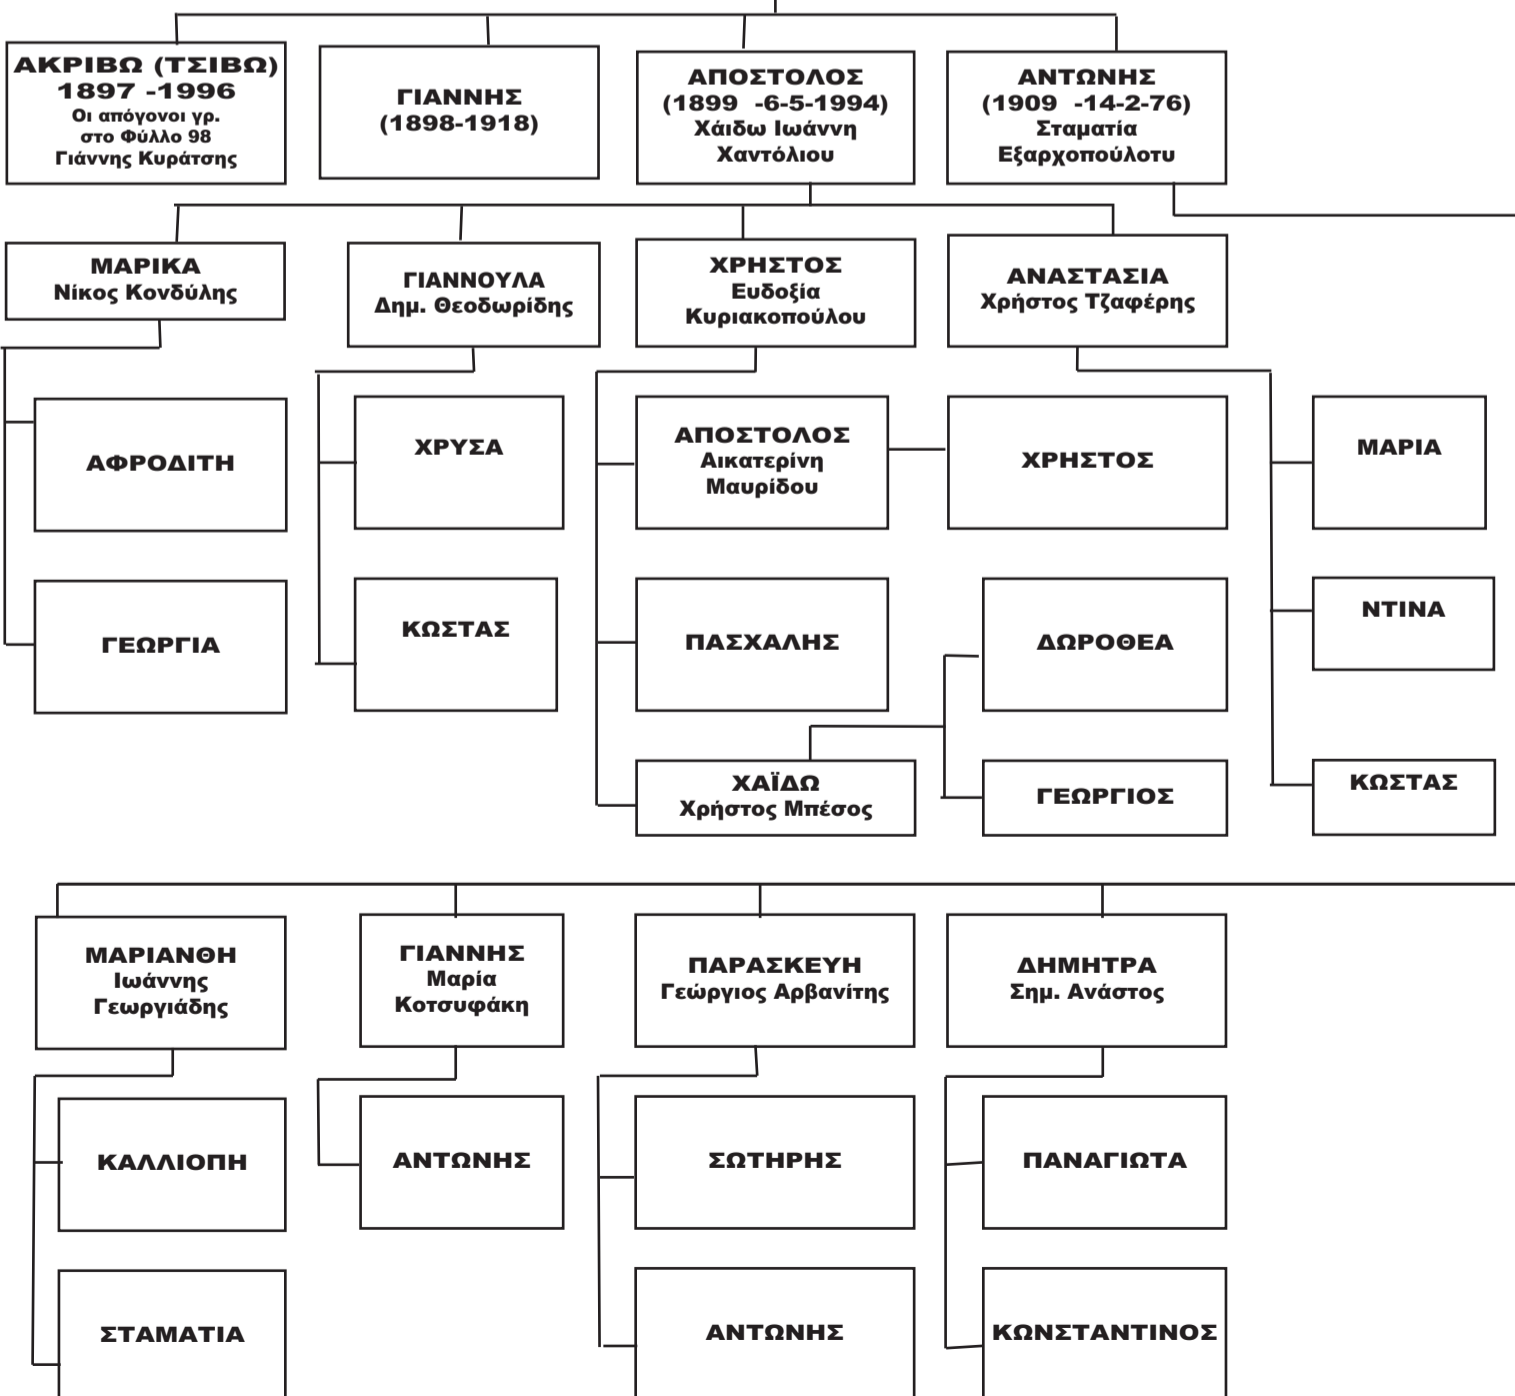 ΑΚΡΙΒΩ (ΤΣΙΒΩ)
1897 -1996
Οι απόγονοι γρ.
στο Φύλλο 98
Γιάννης Κυράτσης
ΓΙΑΝΝΗΣ
(1898-1918)
ΑΠΟΣΤΟΛΟΣ
(1899 -6-5-1994)
Χάιδω Ιωάννη
Χαντόλιου
ΑΝΤΩΝΗΣ
(1909 -14-2-76)
Σταματία
Εξαρχοπούλοτυ
ΜΑΡΙΚΑ
Νίκος Κονδύλης
ΓΙΑΝΝΟΥΛΑ
Δημ. Θεοδωρίδης
ΧΡΗΣΤΟΣ
Ευδοξία
Κυριακοπούλου
ΑΝΑΣΤΑΣΙΑ
Χρήστος Τζαφέρης
ΑΦΡΟΔΙΤΗ
ΧΡΥΣΑ
ΑΠΟΣΤΟΛΟΣ
Αικατερίνη
Μαυρίδου
ΧΡΗΣΤΟΣ
ΜΑΡΙΑ
ΓΕΩΡΓΙΑ
ΚΩΣΤΑΣ
ΠΑΣΧΑΛΗΣ
ΔΩΡΟΘΕΑ
ΝΤΙΝΑ
ΧΑΪΔΩ
Χρήστος Μπέσος
ΓΕΩΡΓΙΟΣ
ΚΩΣΤΑΣ
ΜΑΡΙΑΝΘΗ
Ιωάννης
Γεωργιάδης
ΓΙΑΝΝΗΣ
Μαρία
Κοτσυφάκη
ΠΑΡΑΣΚΕΥΗ
Γεώργιος Αρβανίτης
ΔΗΜΗΤΡΑ
Σημ. Ανάστος
ΚΑΛΛΙΟΠΗ
ΑΝΤΩΝΗΣ
ΣΩΤΗΡΗΣ
ΠΑΝΑΓΙΩΤΑ
ΣΤΑΜΑΤΙΑ
ΑΝΤΩΝΗΣ
ΚΩΝΣΤΑΝΤΙΝΟΣ